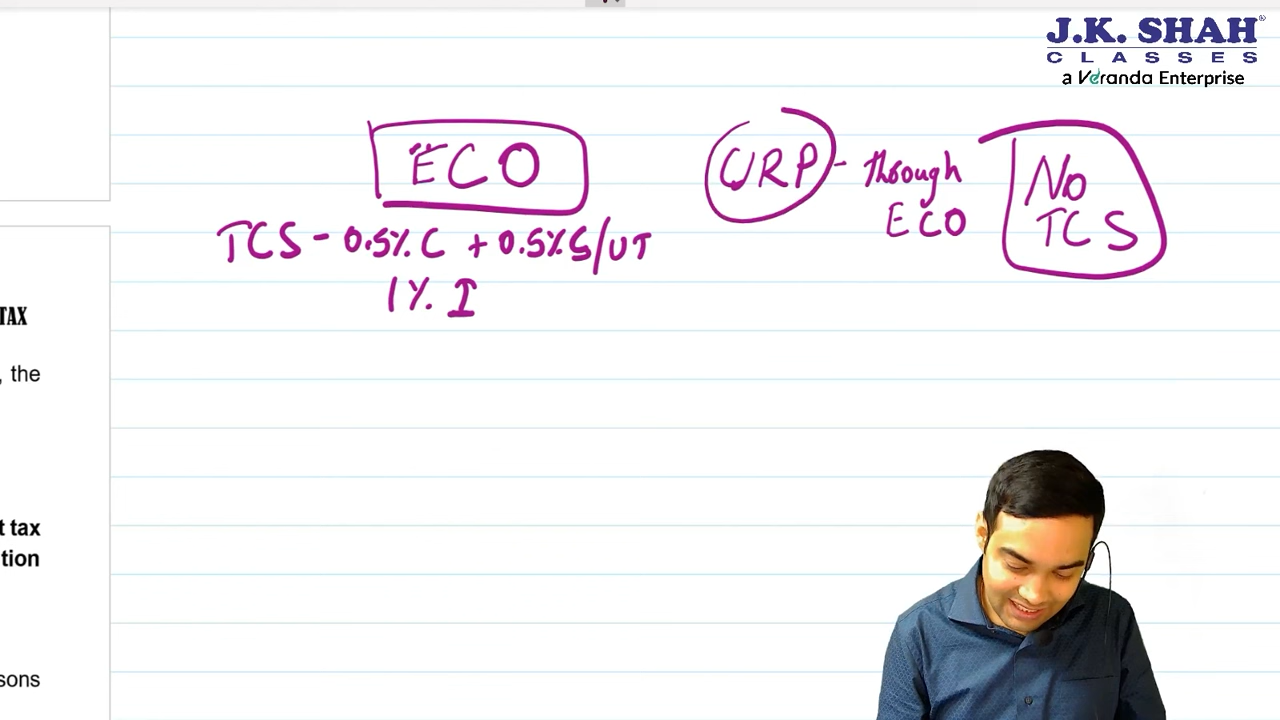 J.K. SHAH®
CLASSES
a Veranda Enterprise
ECO
TCS - 0.5% C + 0.5% S/UT
1% I
URP - through
ECO
No
TCS
TAX
, the
t tax
tion
sons